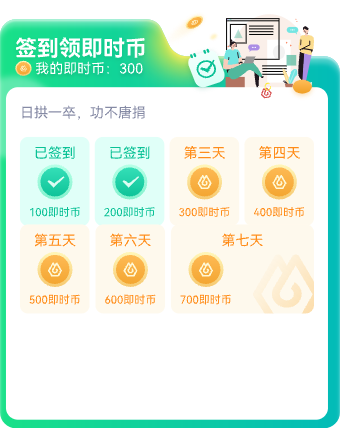 签到领即时币
我的即时币：300
日拱一卒，功不唐捐
已签到 已签到 第三天 第四天
100即时币 200即时币 300即时币 400即时币
第五天 第六天 第七天
500即时币 600即时币 700即时币